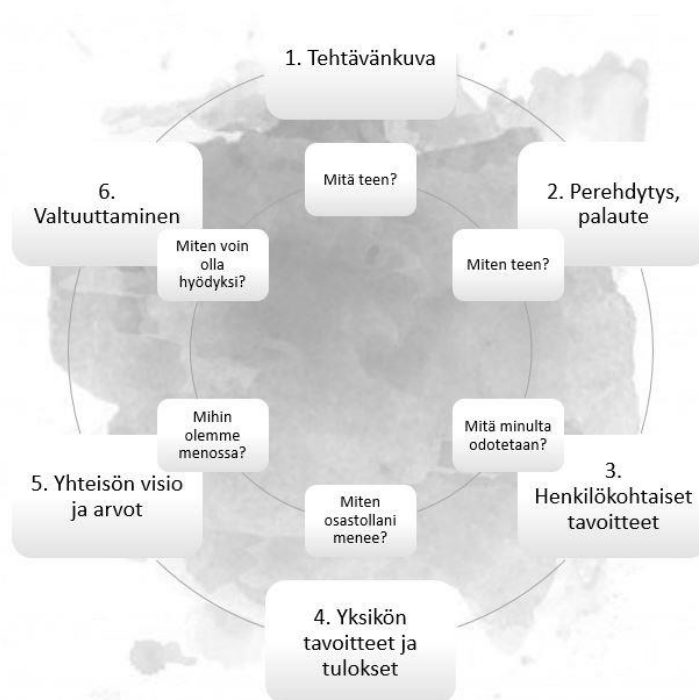 1. Tehtävänkuva
Mitä teen?
2. Perehdytys,
palaute
Miten teen?
3.
Henkilökohtaiset
tavoitteet
Mitä minulta
odotetaan?
4. Yksikön
tavoitteet ja
tulokset
Miten
osastollani
menee?
5. Yhteisön visio
ja arvot
Mihin
olemme
menossa?
6.
Valtuuttaminen
Miten voin
olla
hyödyksi?